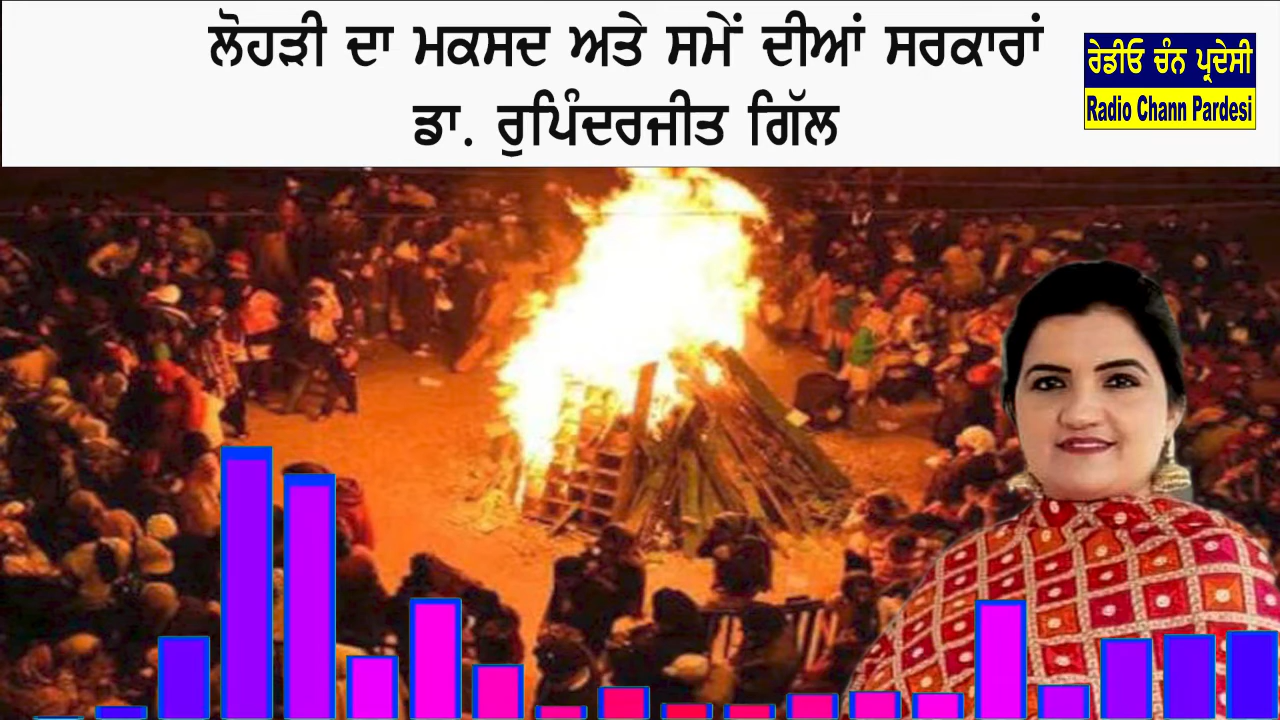 ਲੋਹੜੀ ਦਾ ਮਕਸਦ ਅਤੇ ਸਮੇਂ ਦੀਆਂ ਸਰਕਾਰਾਂ
ਡਾ. ਰੁਪਿੰਦਰਜੀਤ ਗਿੱਲ
ਰੇਡੀਓ ਚੰਨ ਪ੍ਰਦੇਸੀ
Radio Chann Pardesi